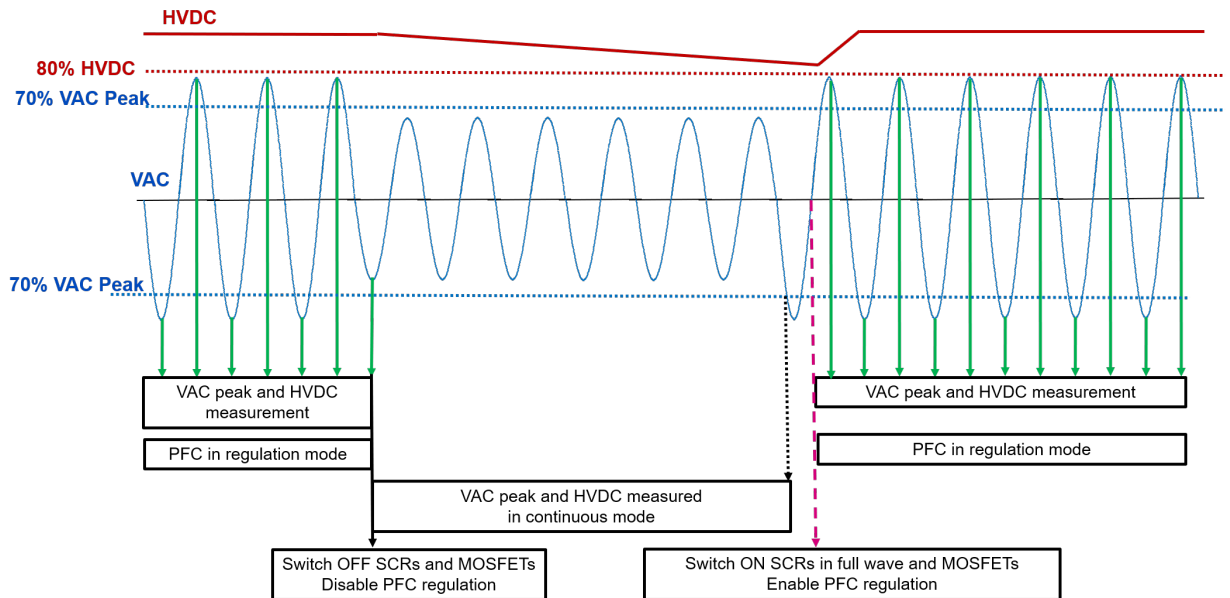 HVDC
80% HVDC
70% VAC Peak
VAC
70% VAC Peak
VAC peak and HVDC
measurement
VAC peak and HVDC measurement
PFC in regulation mode
PFC in regulation mode
VAC peak and HVDC measured
in continuous mode
Switch OFF SCRs and MOSFETs
Disable PFC regulation
Switch ON SCRs in full wave and MOSFETs
Enable PFC regulation